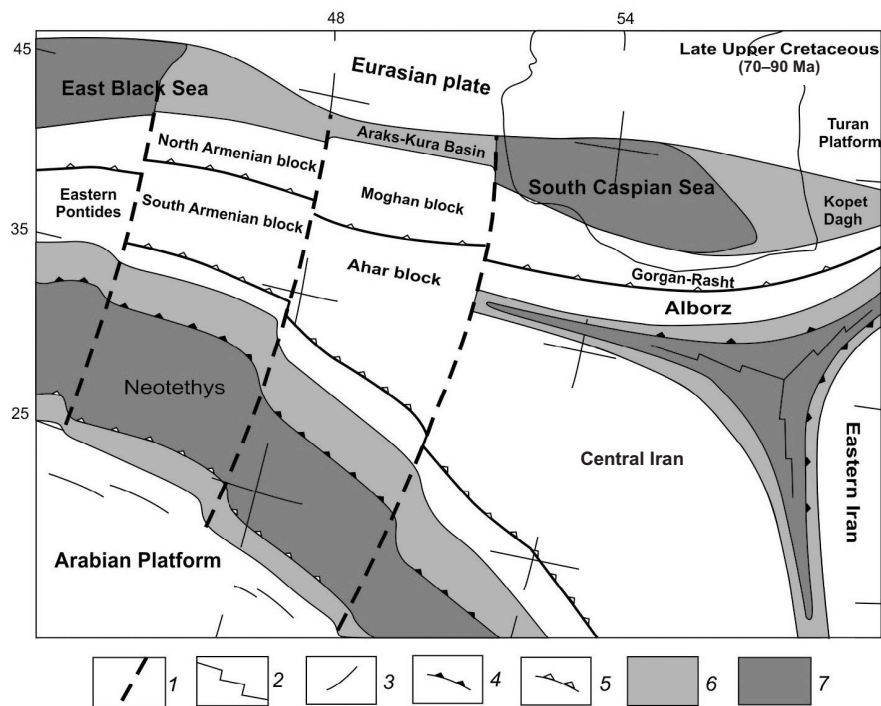 48
54
45
Late Upper Cretaceous
(70–90 Ma)
Eurasian plate
East Black Sea
Turan
Platform
Araks-Kura Basin
North Armenian block
South Caspian Sea
Eastern
Pontides
Moghan block
Kopet
Dagh
South Armenian block
35
Ahar block
Gorgan-Rasht
Alborz
Neotethys
25
Central Iran
Eastern Iran
Arabian Platform
1
2
3
4
5
6
7